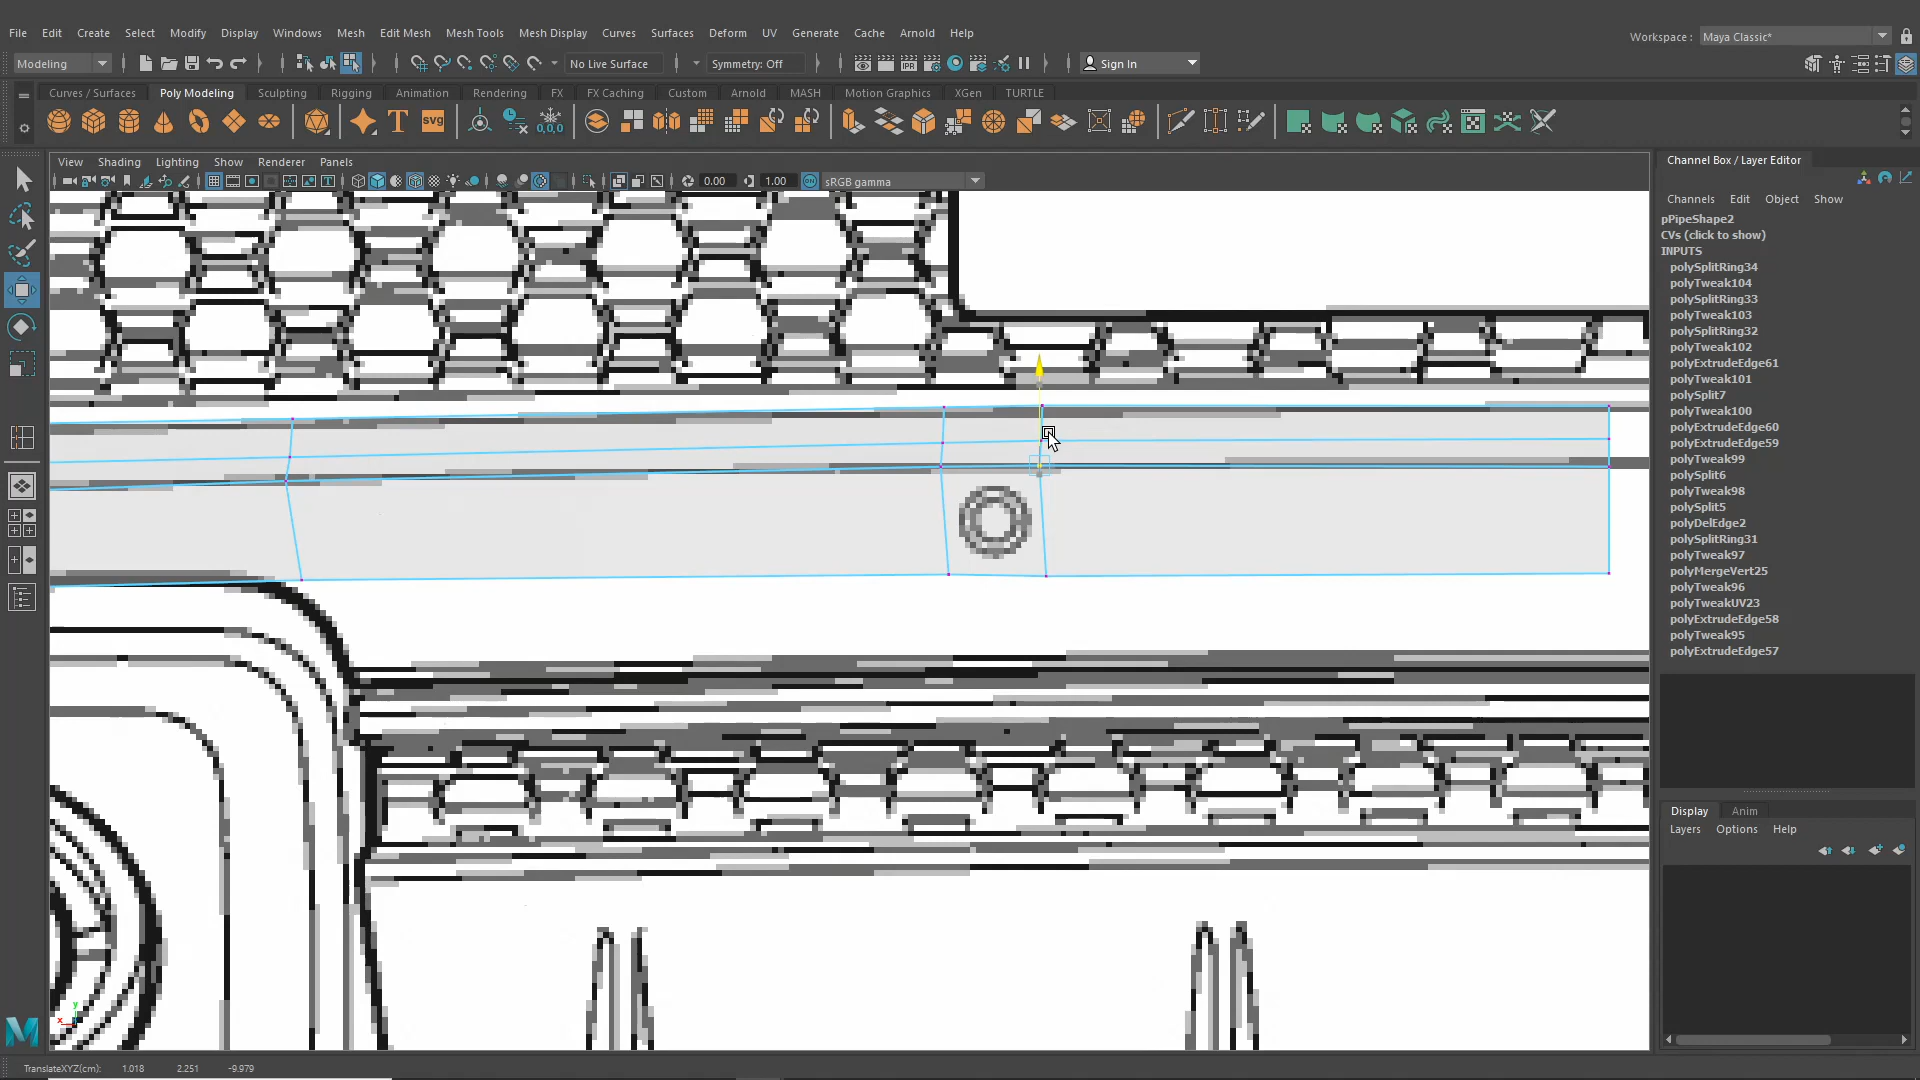 File Edit Create Select Modify Display Windows Mesh Edit Mesh Mesh Tools Mesh Display Curves Surfaces Deform UV Generate Cache Arnold Help
Workspace : Maya Classic*
Modeling No Live Surface Symmetry: Off Sign In
Curves / Surfaces Poly Modeling Sculpting Rigging Animation Rendering FX FX Caching Custom Arnold MASH Motion Graphics XGen TURTLE
T svg 0,0,0
IPR
View Shading Lighting Show Renderer Panels
0.00 1.00 ON sRGB gamma
Channel Box / Layer Editor
Channels Edit Object Show
pPipeShape2
CVs (click to show)
INPUTS
polySplitRing34
polyTweak104
polySplitRing33
polyTweak103
polySplitRing32
polyTweak102
polyExtrudeEdge61
polyTweak101
polySplit7
polyTweak100
polyExtrudeEdge60
polyExtrudeEdge59
polyTweak99
polySplit6
polyTweak98
polySplit5
polyDelEdge2
polySplitRing31
polyTweak97
polyMergeVert25
polyTweak96
polyTweakUV23
polyExtrudeEdge58
polyTweak95
polyExtrudeEdge57
Display Anim
Layers Options Help
y
x
M
TranslateXYZ(cm): 1.018 2.251 -9.979